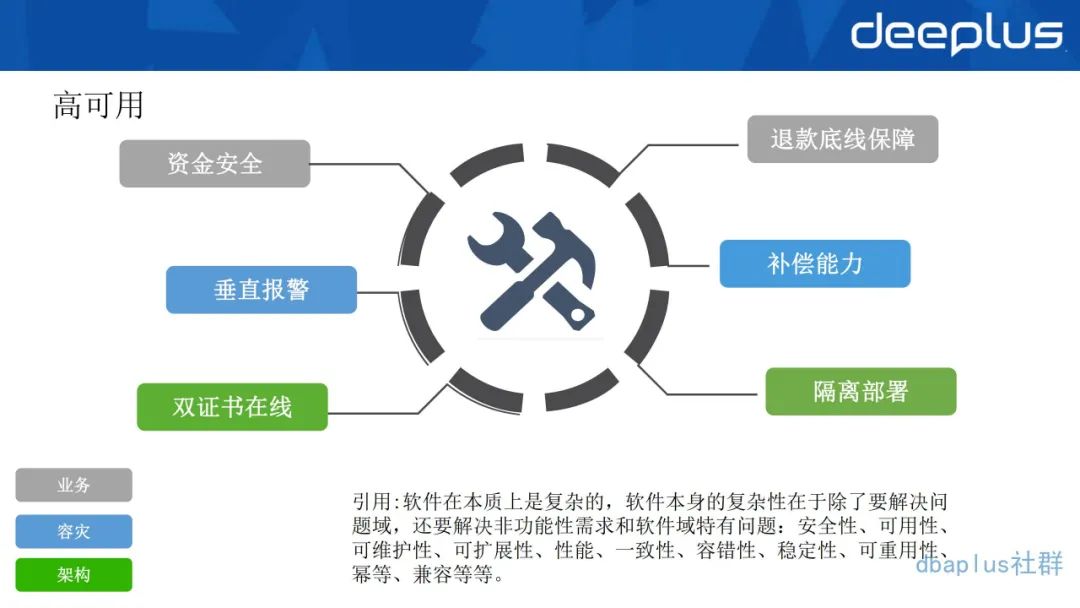 deeplus
高可用
资金安全
退款底线保障
垂直报警
补偿能力
双证书在线
隔离部署
业务
容灾
架构
引用:软件在本质上是复杂的，软件本身的复杂性在于除了要解决问
题域，还要解决非功能性需求和软件域特有问题：安全性、可用性、
可维护性、可扩展性、性能、一致性、容错性、稳定性、可重用性、
幂等、兼容等等。
dbaplus社群